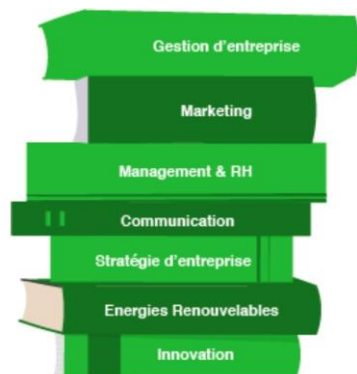 Gestion d'entreprise
Marketing
Management & RH
Communication
Stratégie d'entreprise
Energies Renouvelables
Innovation